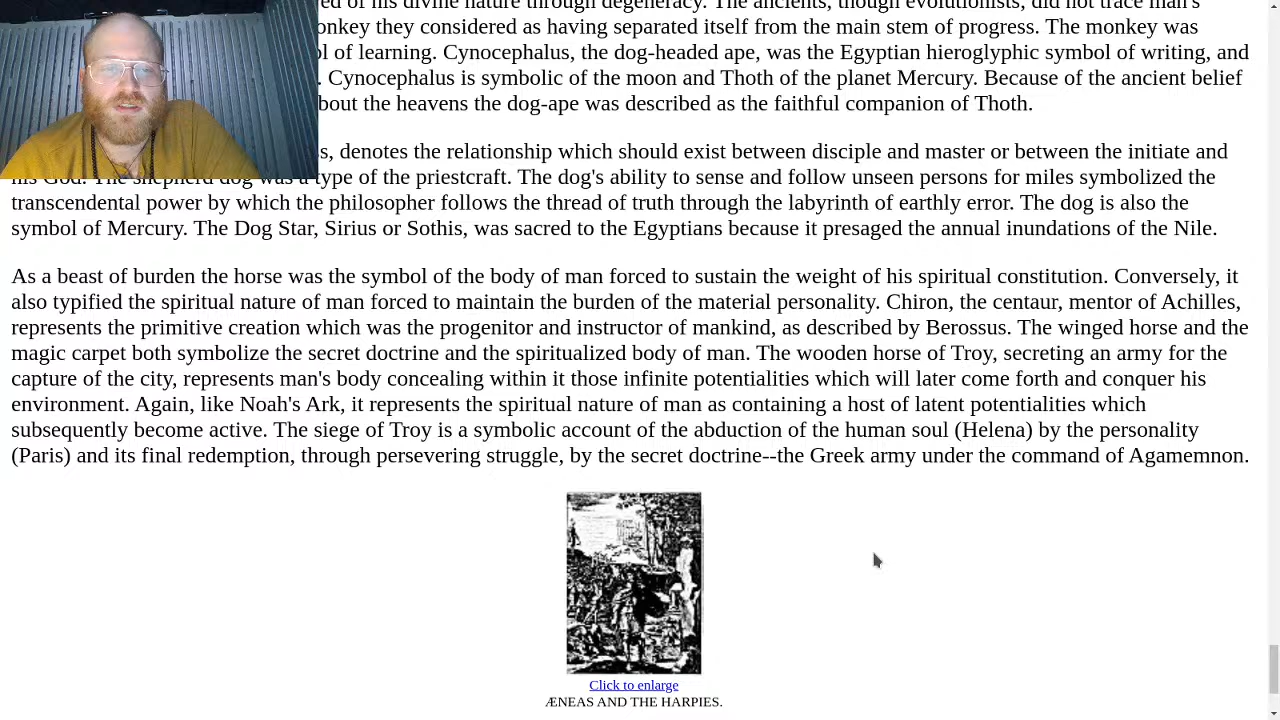 ed of his divine nature through degeneracy. The ancients, though evolutionists, did not trace man's
onkey they considered as having separated itself from the main stem of progress. The monkey was
ol of learning. Cynocephalus, the dog-headed ape, was the Egyptian hieroglyphic symbol of writing, and
. Cynocephalus is symbolic of the moon and Thoth of the planet Mercury. Because of the ancient belief
bout the heavens the dog-ape was described as the faithful companion of Thoth.
s, denotes the relationship which should exist between disciple and master or between the initiate and
his God. The shepherd dog was a type of the priestcraft. The dog's ability to sense and follow unseen persons for miles symbolized the
transcendental power by which the philosopher follows the thread of truth through the labyrinth of earthly error. The dog is also the
symbol of Mercury. The Dog Star, Sirius or Sothis, was sacred to the Egyptians because it presaged the annual inundations of the Nile.
As a beast of burden the horse was the symbol of the body of man forced to sustain the weight of his spiritual constitution. Conversely, it
also typified the spiritual nature of man forced to maintain the burden of the material personality. Chiron, the centaur, mentor of Achilles,
represents the primitive creation which was the progenitor and instructor of mankind, as described by Berossus. The winged horse and the
magic carpet both symbolize the secret doctrine and the spiritualized body of man. The wooden horse of Troy, secreting an army for the
capture of the city, represents man's body concealing within it those infinite potentialities which will later come forth and conquer his
environment. Again, like Noah's Ark, it represents the spiritual nature of man as containing a host of latent potentialities which
subsequently become active. The siege of Troy is a symbolic account of the abduction of the human soul (Helena) by the personality
(Paris) and its final redemption, through persevering struggle, by the secret doctrine--the Greek army under the command of Agamemnon.
Click to enlarge
ÆNEAS AND THE HARPIES.